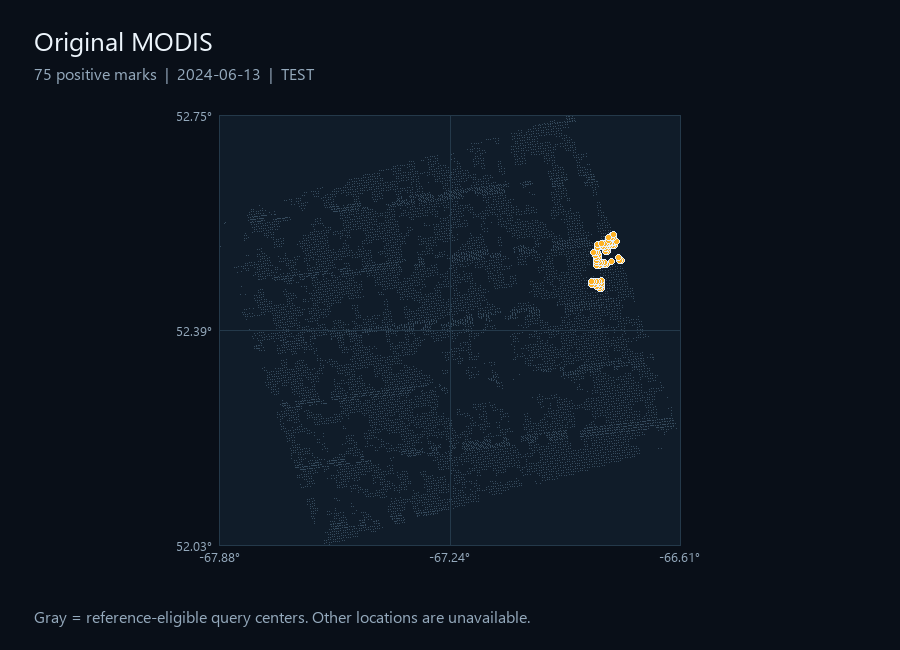 Original MODIS
75 positive marks | 2024-06-13 | TEST
52.75°
52.39°
52.03°
-67.88°
-67.24°
-66.61°
Gray = reference-eligible query centers. Other locations are unavailable.